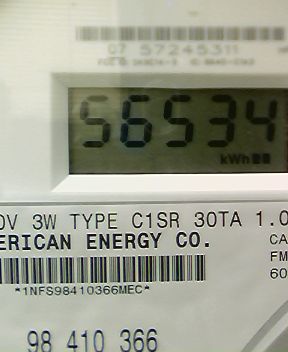 07 57245311
56534
kWh
0V 3W TYPE C1SR 30TA 1.0
ERICAN ENERGY CO. CA
FM
*1NFS98410366MEC* 60
98 410 366